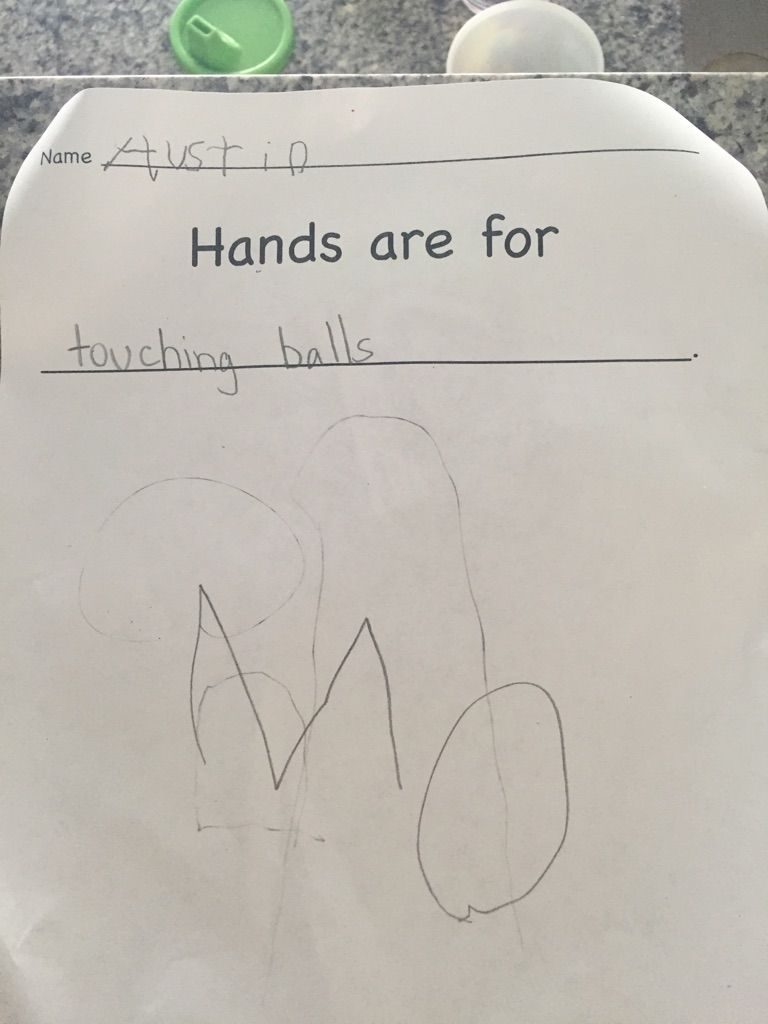 Name Austin
Hands are for
touching balls.